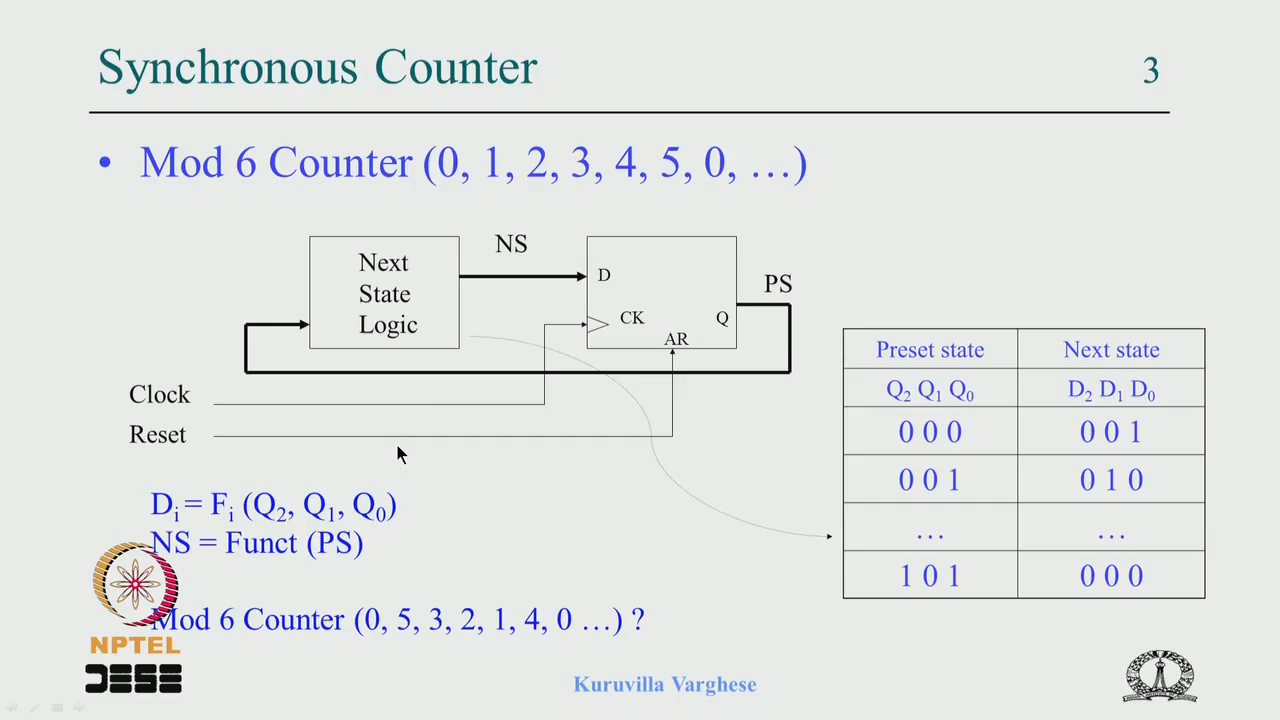 Synchronous Counter 3
• Mod 6 Counter (0, 1, 2, 3, 4, 5, 0, …)
NS
Next
State
Logic
D
CK
Q
AR
PS
Clock
Reset
Preset state Next state
Q2 Q1 Q0 D2 D1 D0
0 0 0 0 0 1
0 0 1 0 1 0
… …
1 0 1 0 0 0
Di = Fi (Q2, Q1, Q0)
NS = Funct (PS)
Mod 6 Counter (0, 5, 3, 2, 1, 4, 0 …) ?
NPTEL
DESE
Kuruvilla Varghese